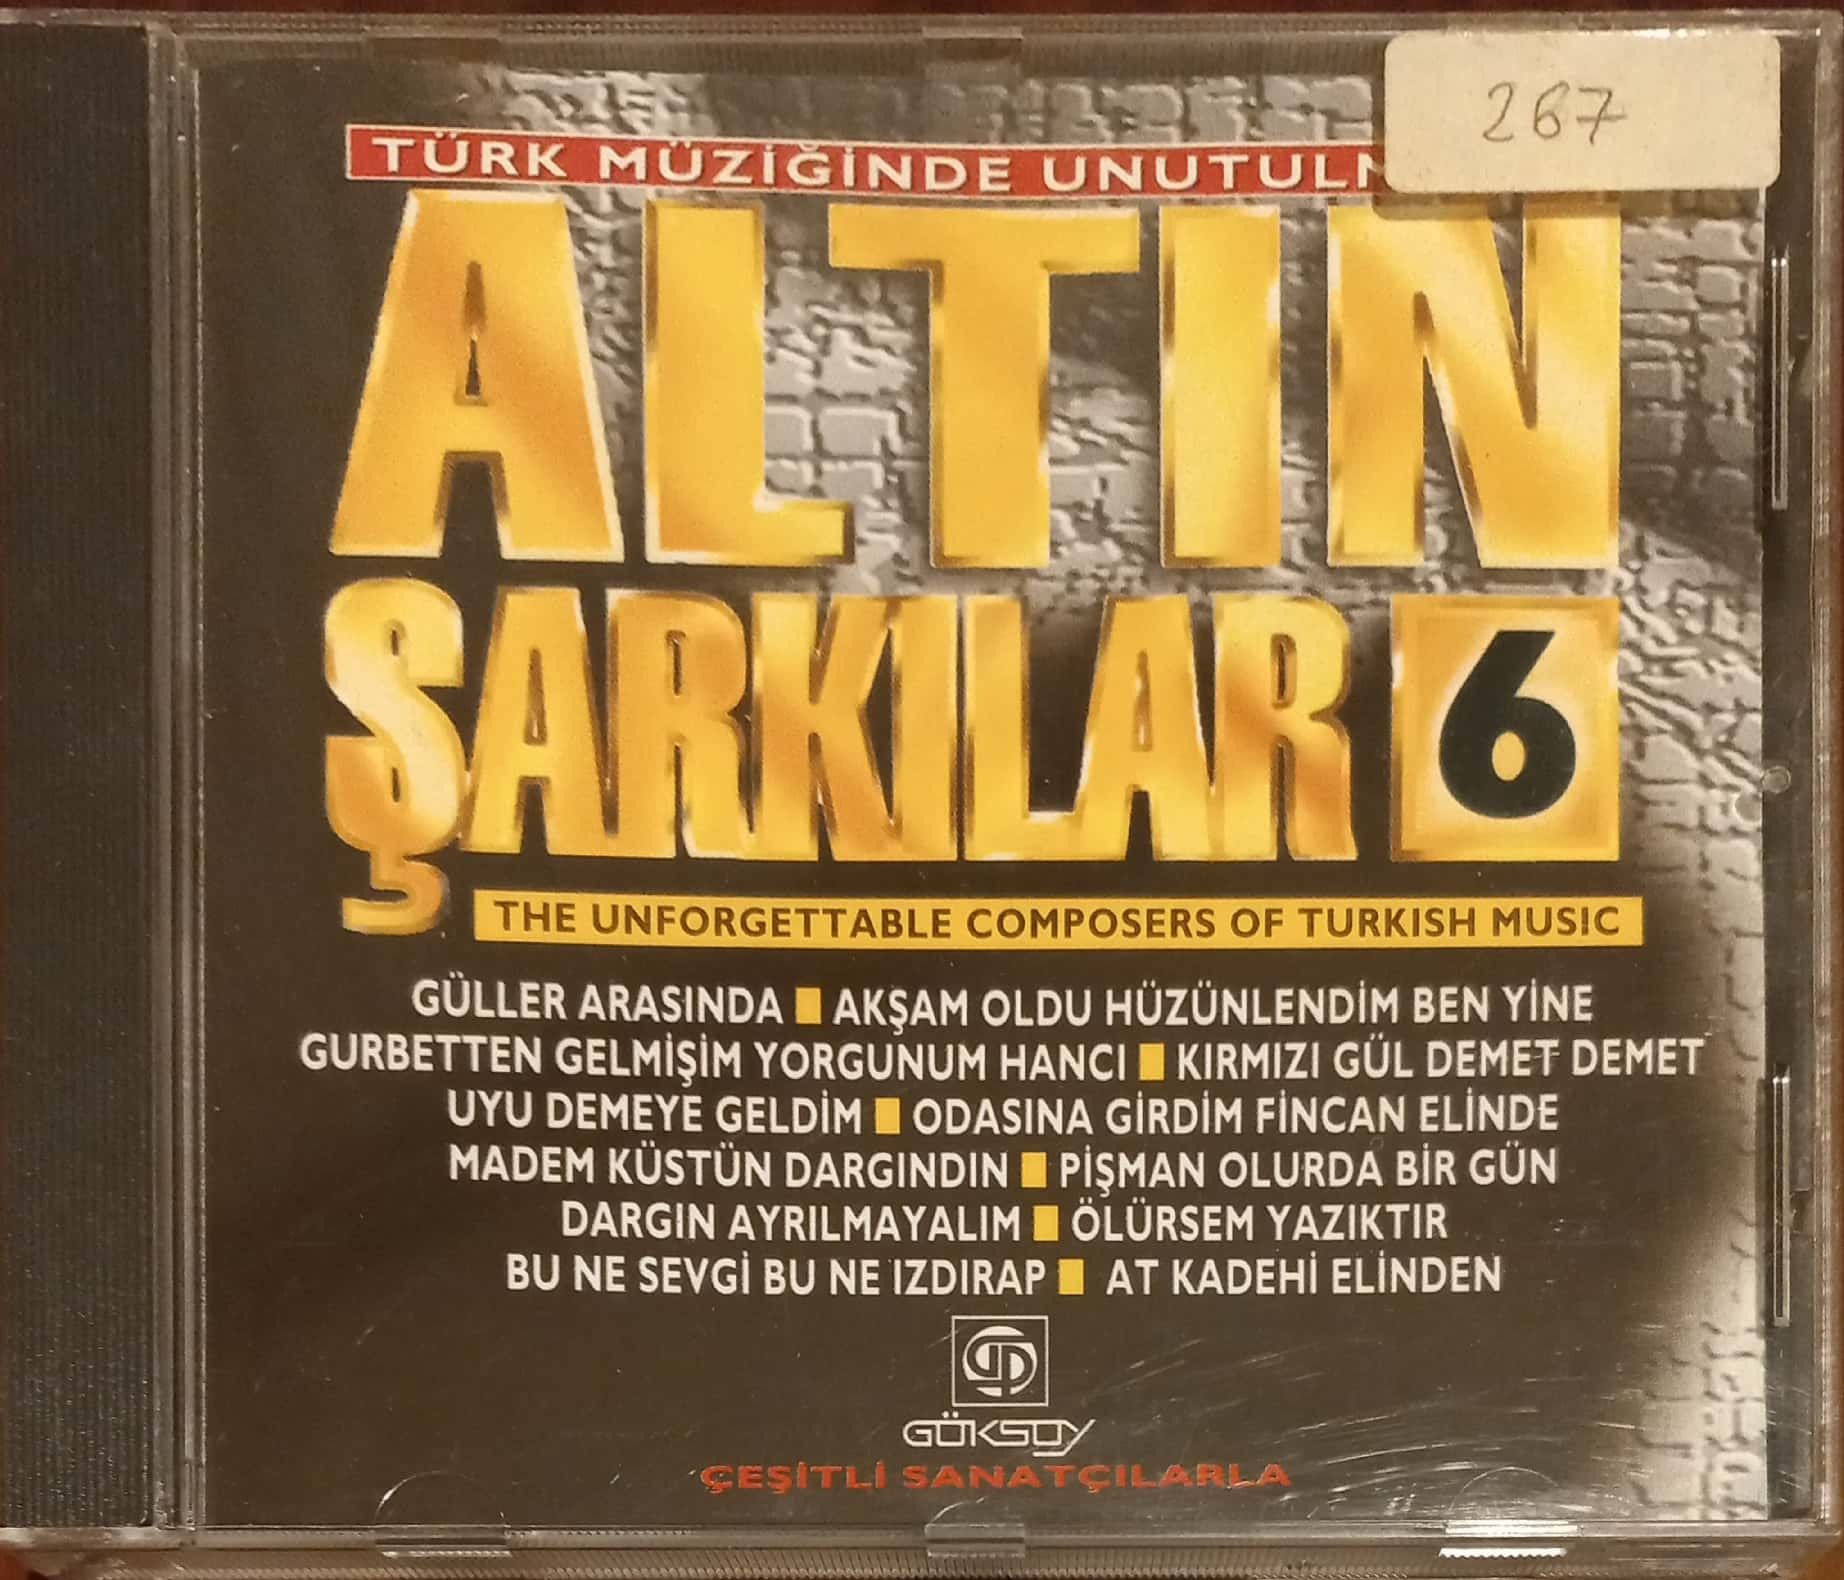 267
TÜRK MÜZİĞİNDE
ALTIN
ŞARKILAR 6
THE UNFORGETTABLE COMPOSERS OF TURKISH MUSIC
GÜLLER ARASINDA ■ AKŞAM OLDU HÜZÜNLENDİM BEN YİNE
GURBETTEN GELMİŞİM YORGUNUM HANCI ■ KIRMIZI GÜL DEMET DEMET
UYU DEMEYE GELDİM ■ ODASINA GİRDİM FİNCAN ELİNDE
MADEM KÜSTÜN DARGINDIN ■ PİŞMAN OLURDA BİR GÜN
DARGIN AYRILMAYALIM ■ ÖLÜRSEM YAZIKTIR
BU NE SEVGİ BU NE IZDIRAP ■ AT KADEHİ ELİNDEN
GÖKSOY
ÇEŞİTLİ SANATÇILARLA